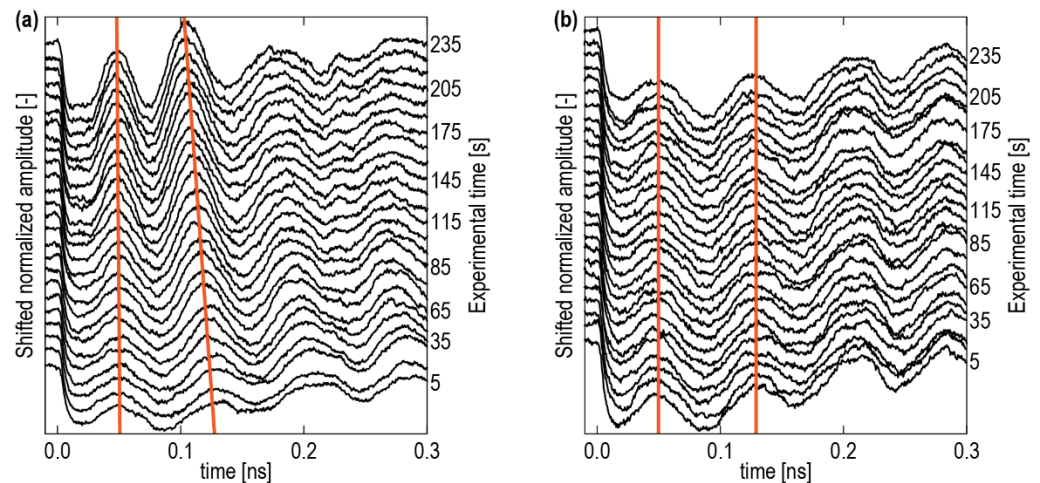 (a)
Shifted normalized amplitude [-]
235
205
175
145
115
85
65
35
5
Experimental time [s]
0.0 0.1 0.2 0.3
time [ns]
(b)
Shifted normalized amplitude [-]
235
205
175
145
115
85
65
35
5
Experimental time [s]
0.0 0.1 0.2 0.3
time [ns]